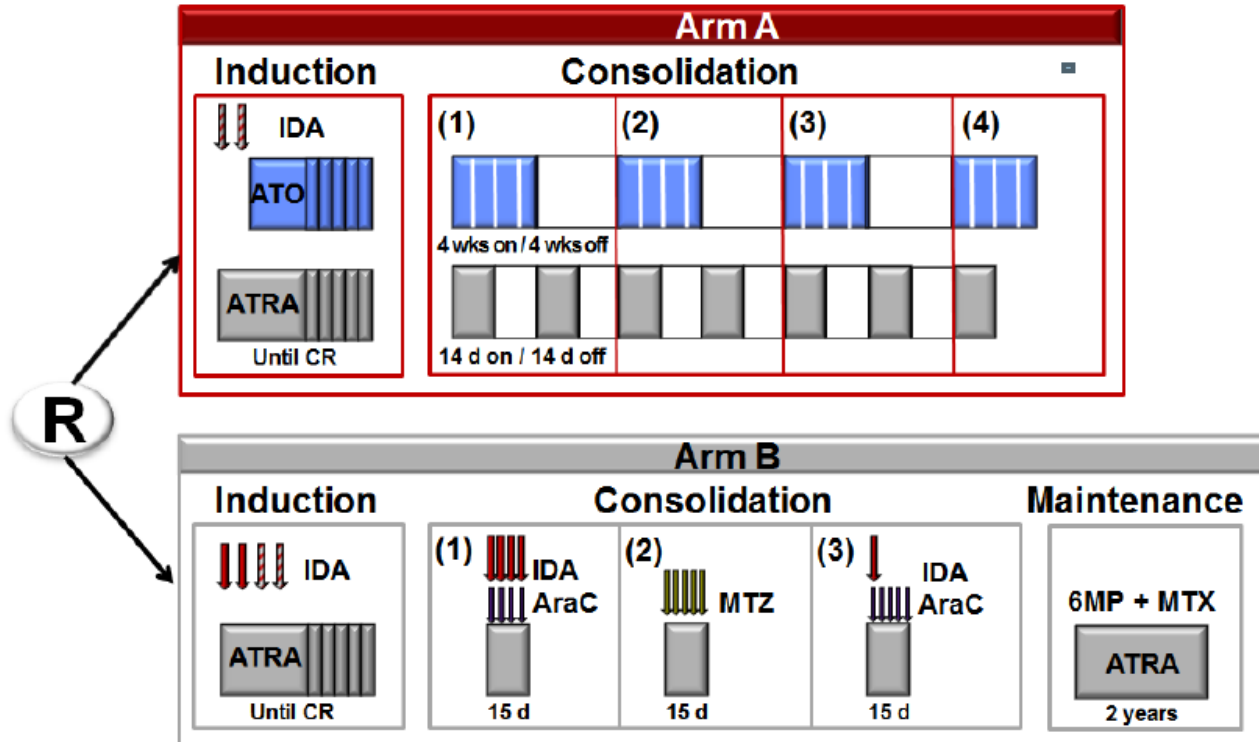 Arm A
Induction
Consolidation
IDA
ATO
ATRA
Until CR
(1)
(2)
(3)
(4)
4 wks on / 4 wks off
14 d on / 14 d off
R
Arm B
Induction
Consolidation
Maintenance
IDA
ATRA
Until CR
(1)
IDA
AraC
15 d
(2)
MTZ
15 d
(3)
IDA
AraC
15 d
6MP + MTX
ATRA
2 years